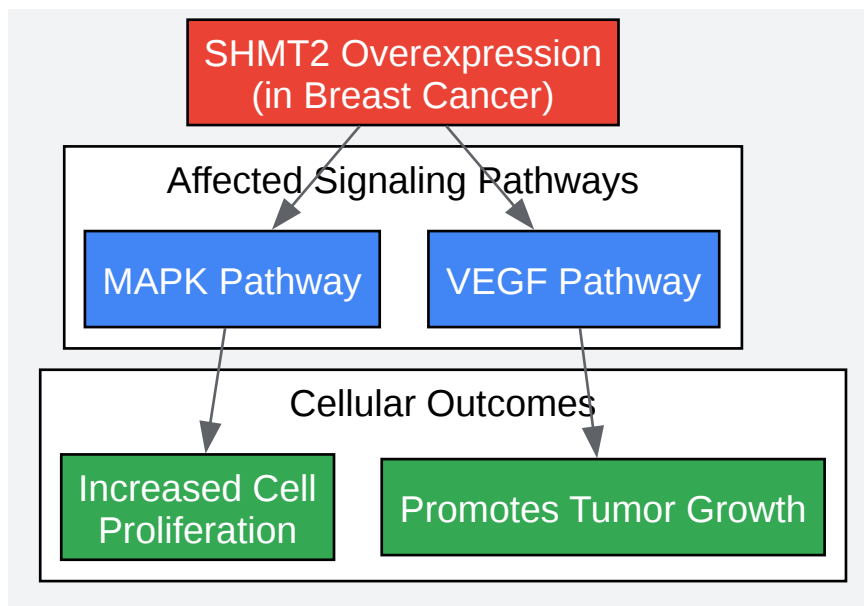 SHMT2 Overexpression
(in Breast Cancer)
Affected Signaling Pathways
MAPK Pathway
VEGF Pathway
Cellular Outcomes
Increased Cell
Proliferation
Promotes Tumor Growth